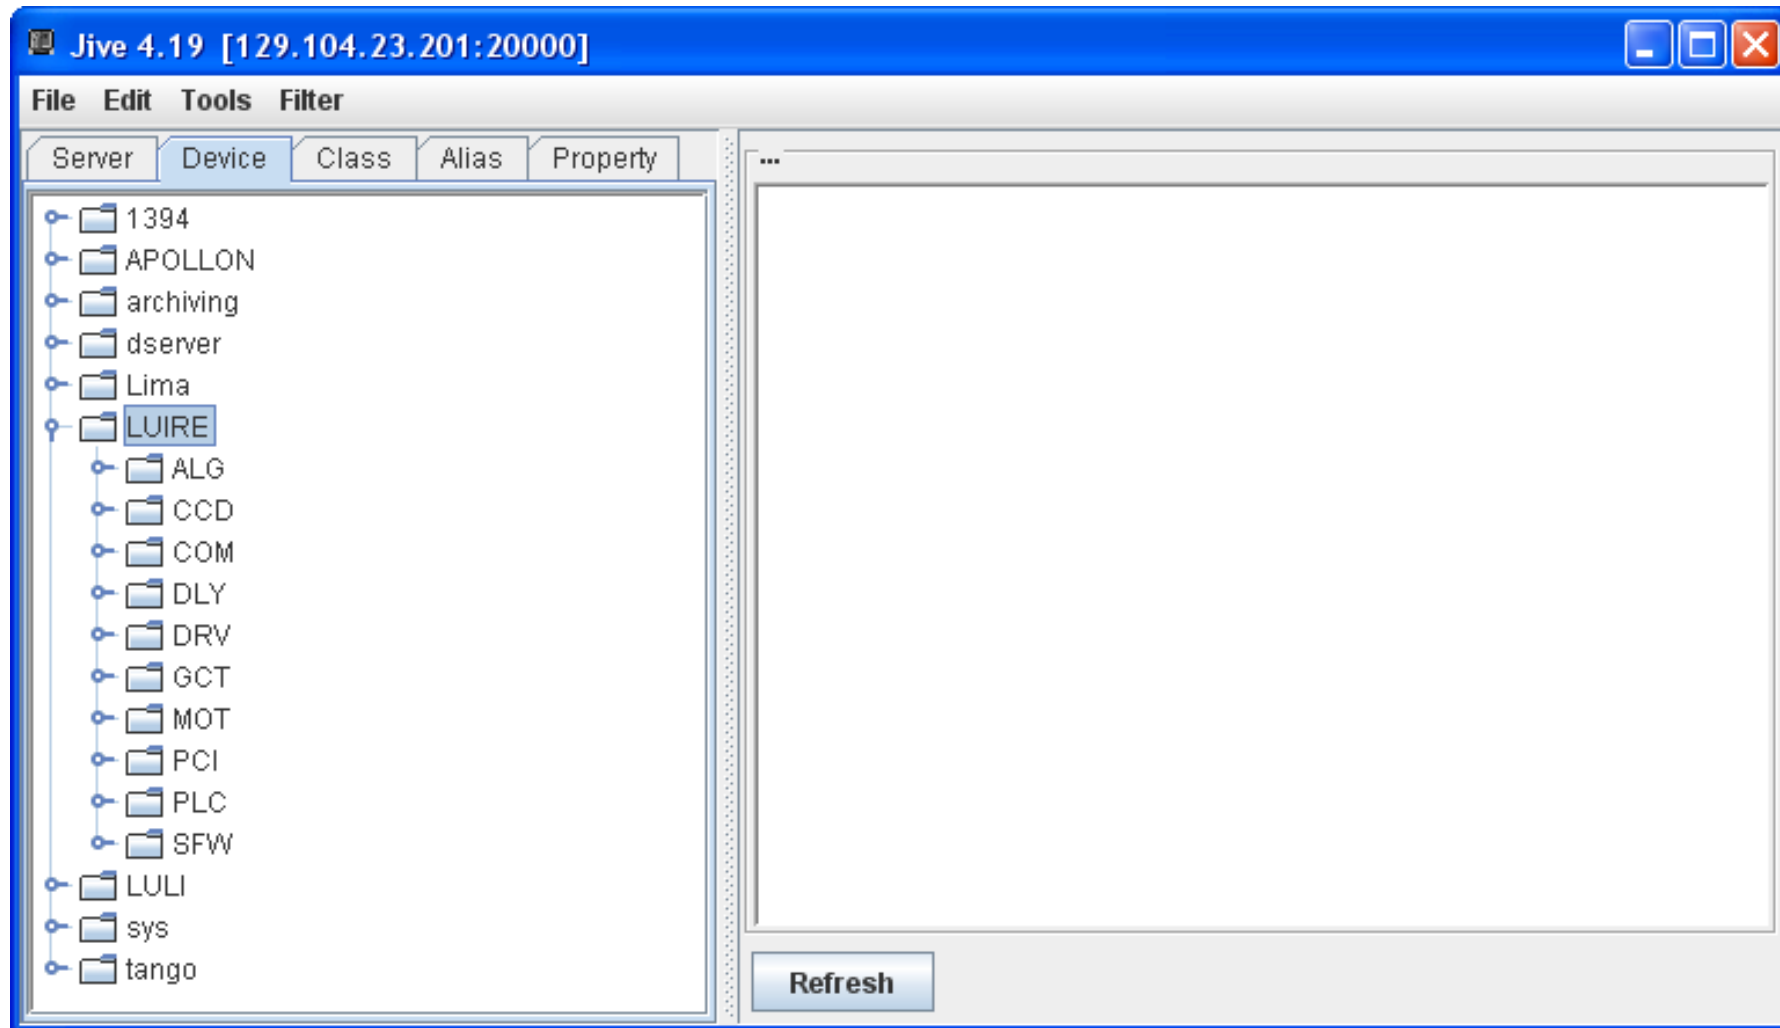 Jive 4.19 [129.104.23.201:20000]
File Edit Tools Filter
Server Device Class Alias Property
...
1394
APOLLON
archiving
dserver
Lima
LUIRE
ALG
CCD
COM
DLY
DRV
GCT
MOT
PCI
PLC
SFW
LULI
sys
tango
Refresh